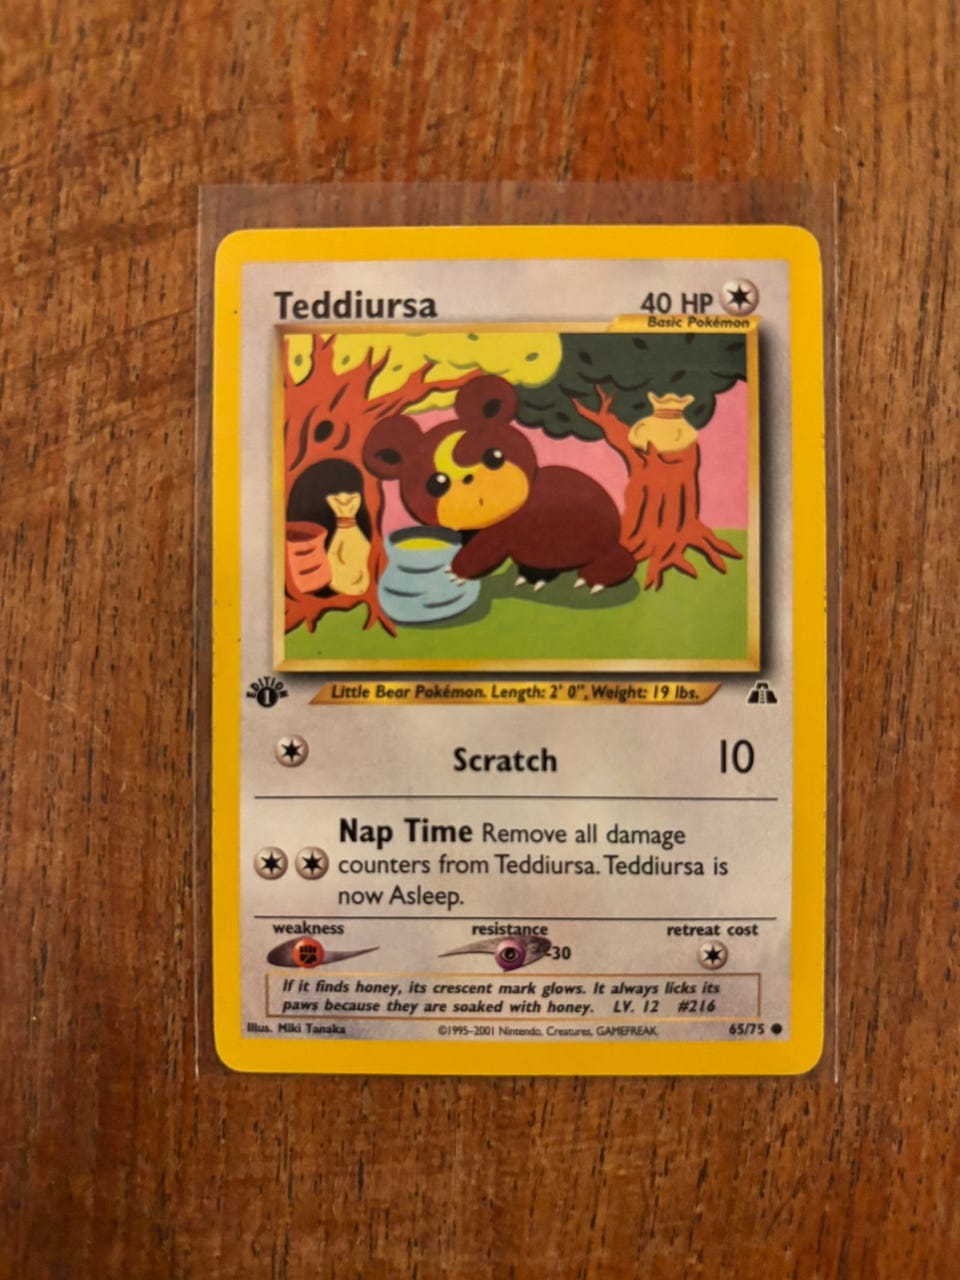 Teddiursa 40 HP
Basic Pokémon
EDITION 1
Little Bear Pokémon. Length: 2' 0", Weight: 19 lbs.
Scratch 10
Nap Time Remove all damage
counters from Teddiursa. Teddiursa is
now Asleep.
weakness resistance retreat cost
-30
If it finds honey, its crescent mark glows. It always licks its
paws because they are soaked with honey. LV. 12 #216
Illus. Miki Tanaka ©1995-2001 Nintendo, Creatures, GAMEFREAK. 65/75